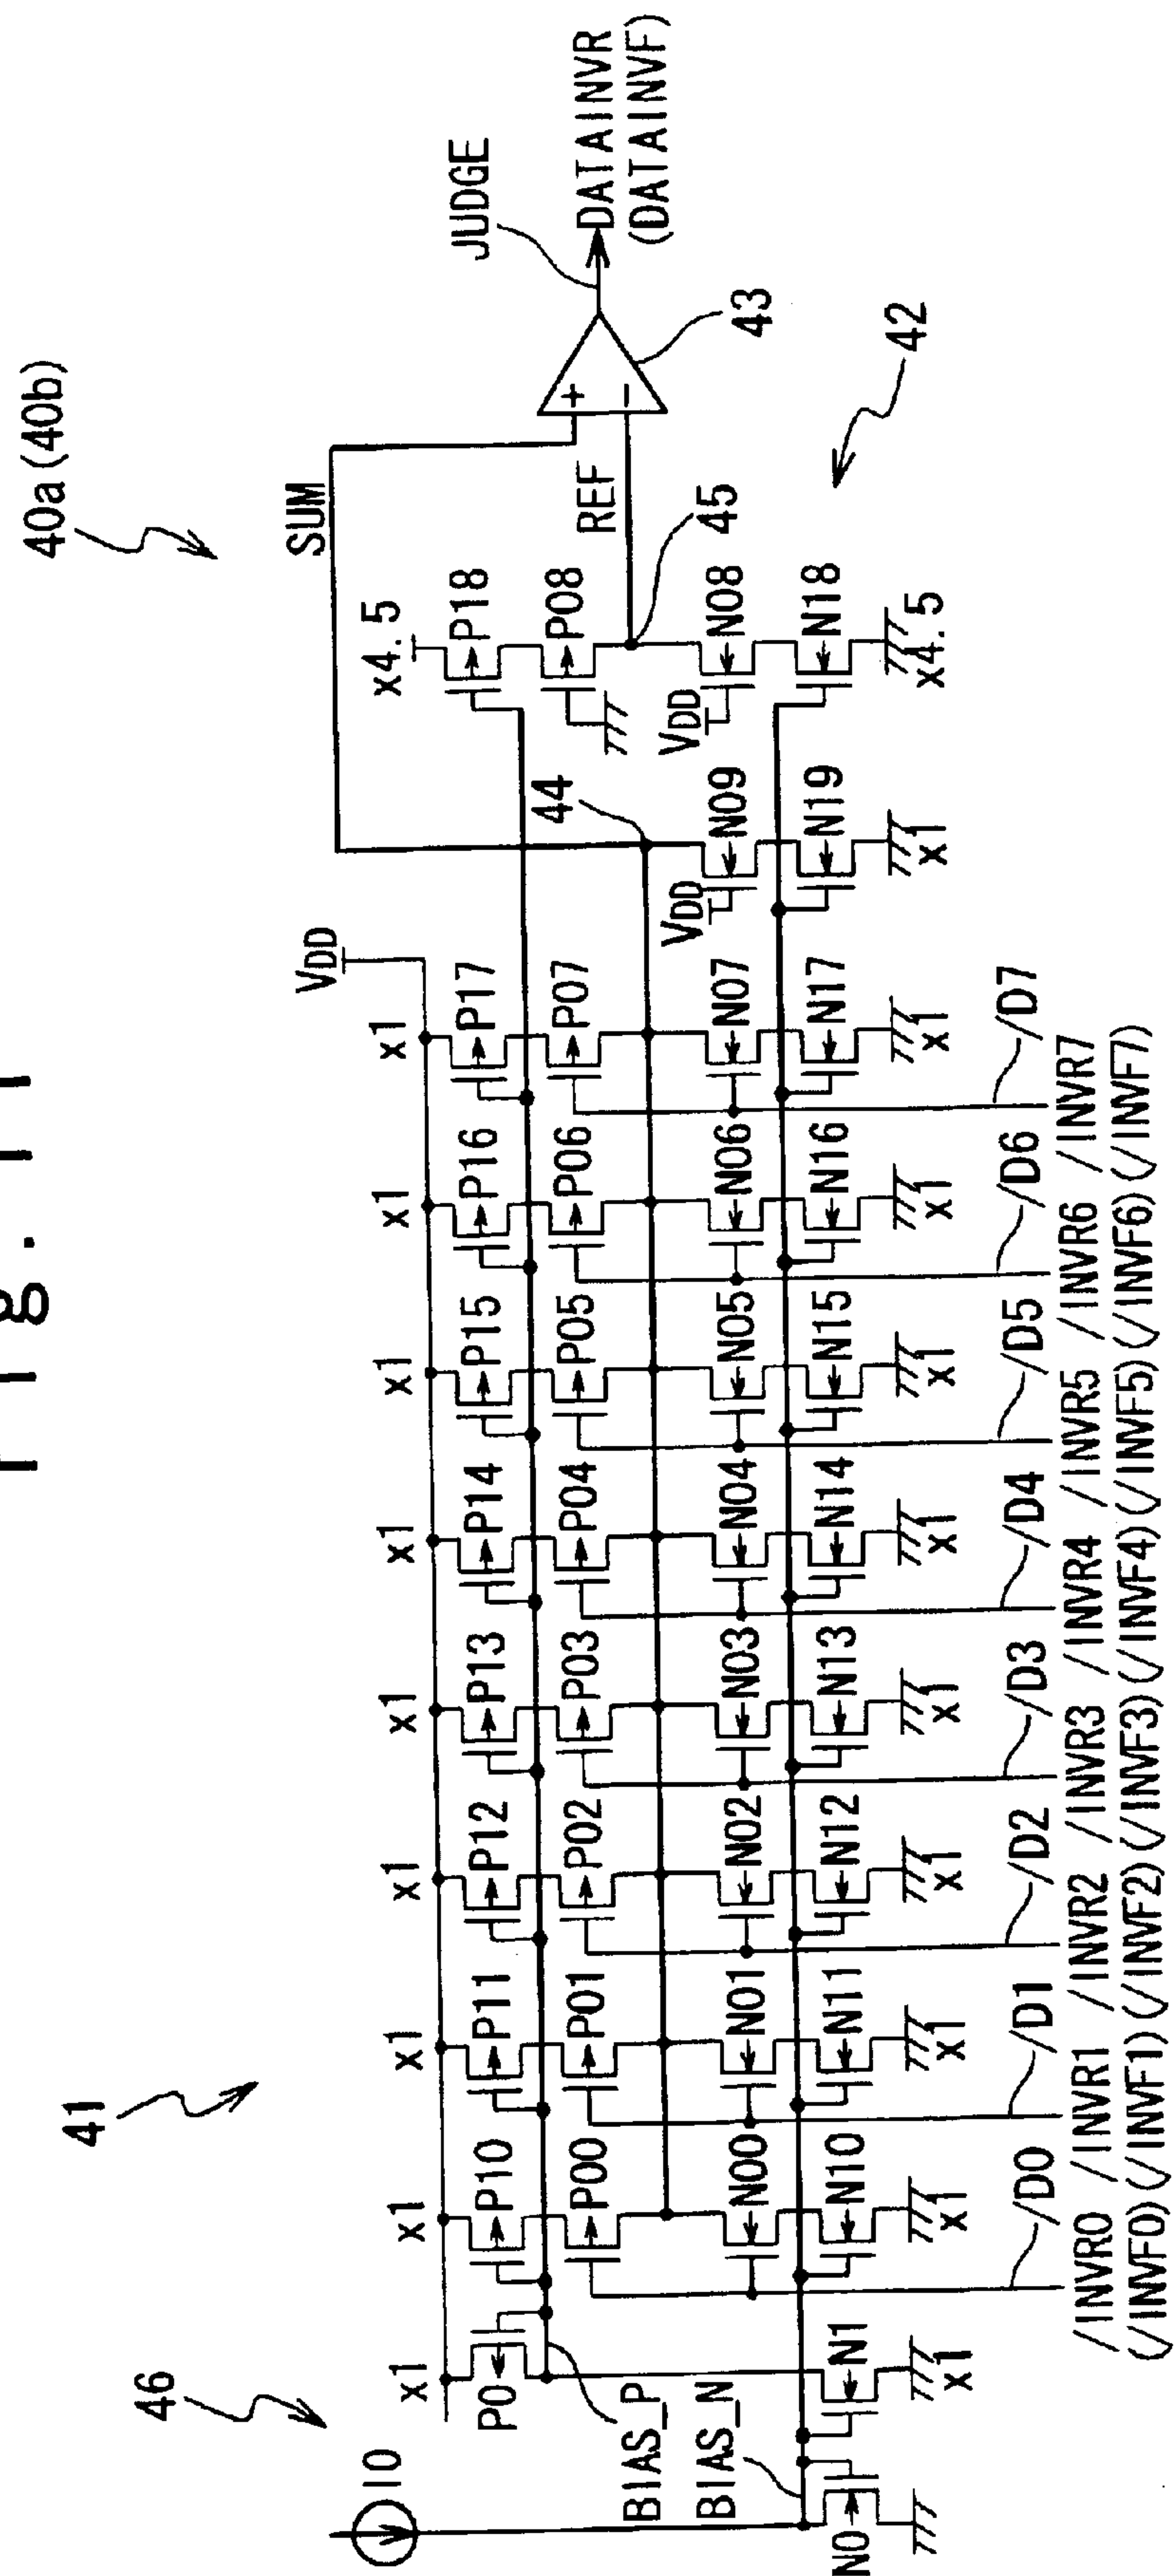 Fig. 11
40a(40b)
41
46
SUM
JUDGE
DATAINVR
(DATAINVF)
43
REF
45
42
44
VDD
x1 x1 x1 x1 x1 x1 x1 x1 x1 x4.5
I0
P0 P10 P11 P12 P13 P14 P15 P16 P17 P18
P00 P01 P02 P03 P04 P05 P06 P07 P08
BIAS_P
BIAS_N
VDD VDD
N00 N01 N02 N03 N04 N05 N06 N07 N09 N08
N0 N1 N10 N11 N12 N13 N14 N15 N16 N17 N19 N18
x1 x1 x1 x1 x1 x1 x1 x1 x1 x1 x4.5
/D0 /D1 /D2 /D3 /D4 /D5 /D6 /D7
/INVR0 /INVR1 /INVR2 /INVR3 /INVR4 /INVR5 /INVR6 /INVR7
(/INVF0)(/INVF1)(/INVF2)(/INVF3)(/INVF4)(/INVF5)(/INVF6)(/INVF7)